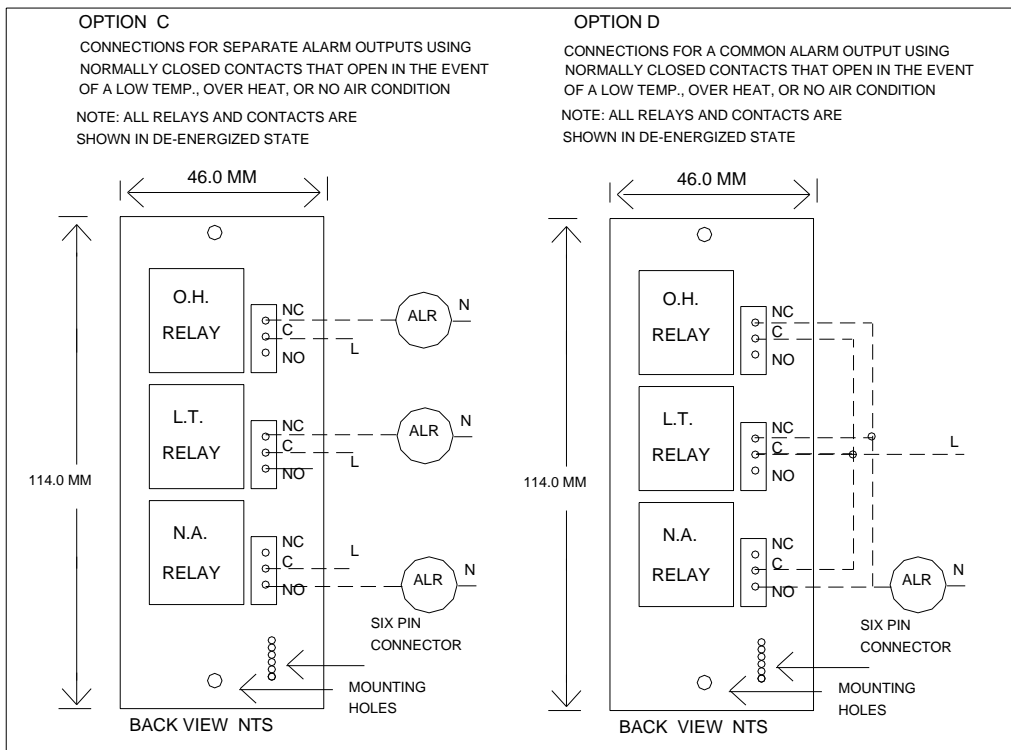 OPTION C
CONNECTIONS FOR SEPARATE ALARM OUTPUTS USING
NORMALLY CLOSED CONTACTS THAT OPEN IN THE EVENT
OF A LOW TEMP., OVER HEAT, OR NO AIR CONDITION
NOTE: ALL RELAYS AND CONTACTS ARE
SHOWN IN DE-ENERGIZED STATE
46.0 MM
114.0 MM
O.H.
RELAY
NC
C
NO
L
ALR
N
L.T.
RELAY
NC
C
NO
L
ALR
N
N.A.
RELAY
NC
C
NO
L
ALR
N
SIX PIN
CONNECTOR
MOUNTING
HOLES
BACK VIEW NTS
OPTION D
CONNECTIONS FOR A COMMON ALARM OUTPUT USING
NORMALLY CLOSED CONTACTS THAT OPEN IN THE EVENT
OF A LOW TEMP., OVER HEAT, OR NO AIR CONDITION
NOTE: ALL RELAYS AND CONTACTS ARE
SHOWN IN DE-ENERGIZED STATE
46.0 MM
114.0 MM
O.H.
RELAY
NC
C
NO
L.T.
RELAY
NC
C
NO
L
N.A.
RELAY
NC
C
NO
ALR
N
SIX PIN
CONNECTOR
MOUNTING
HOLES
BACK VIEW NTS